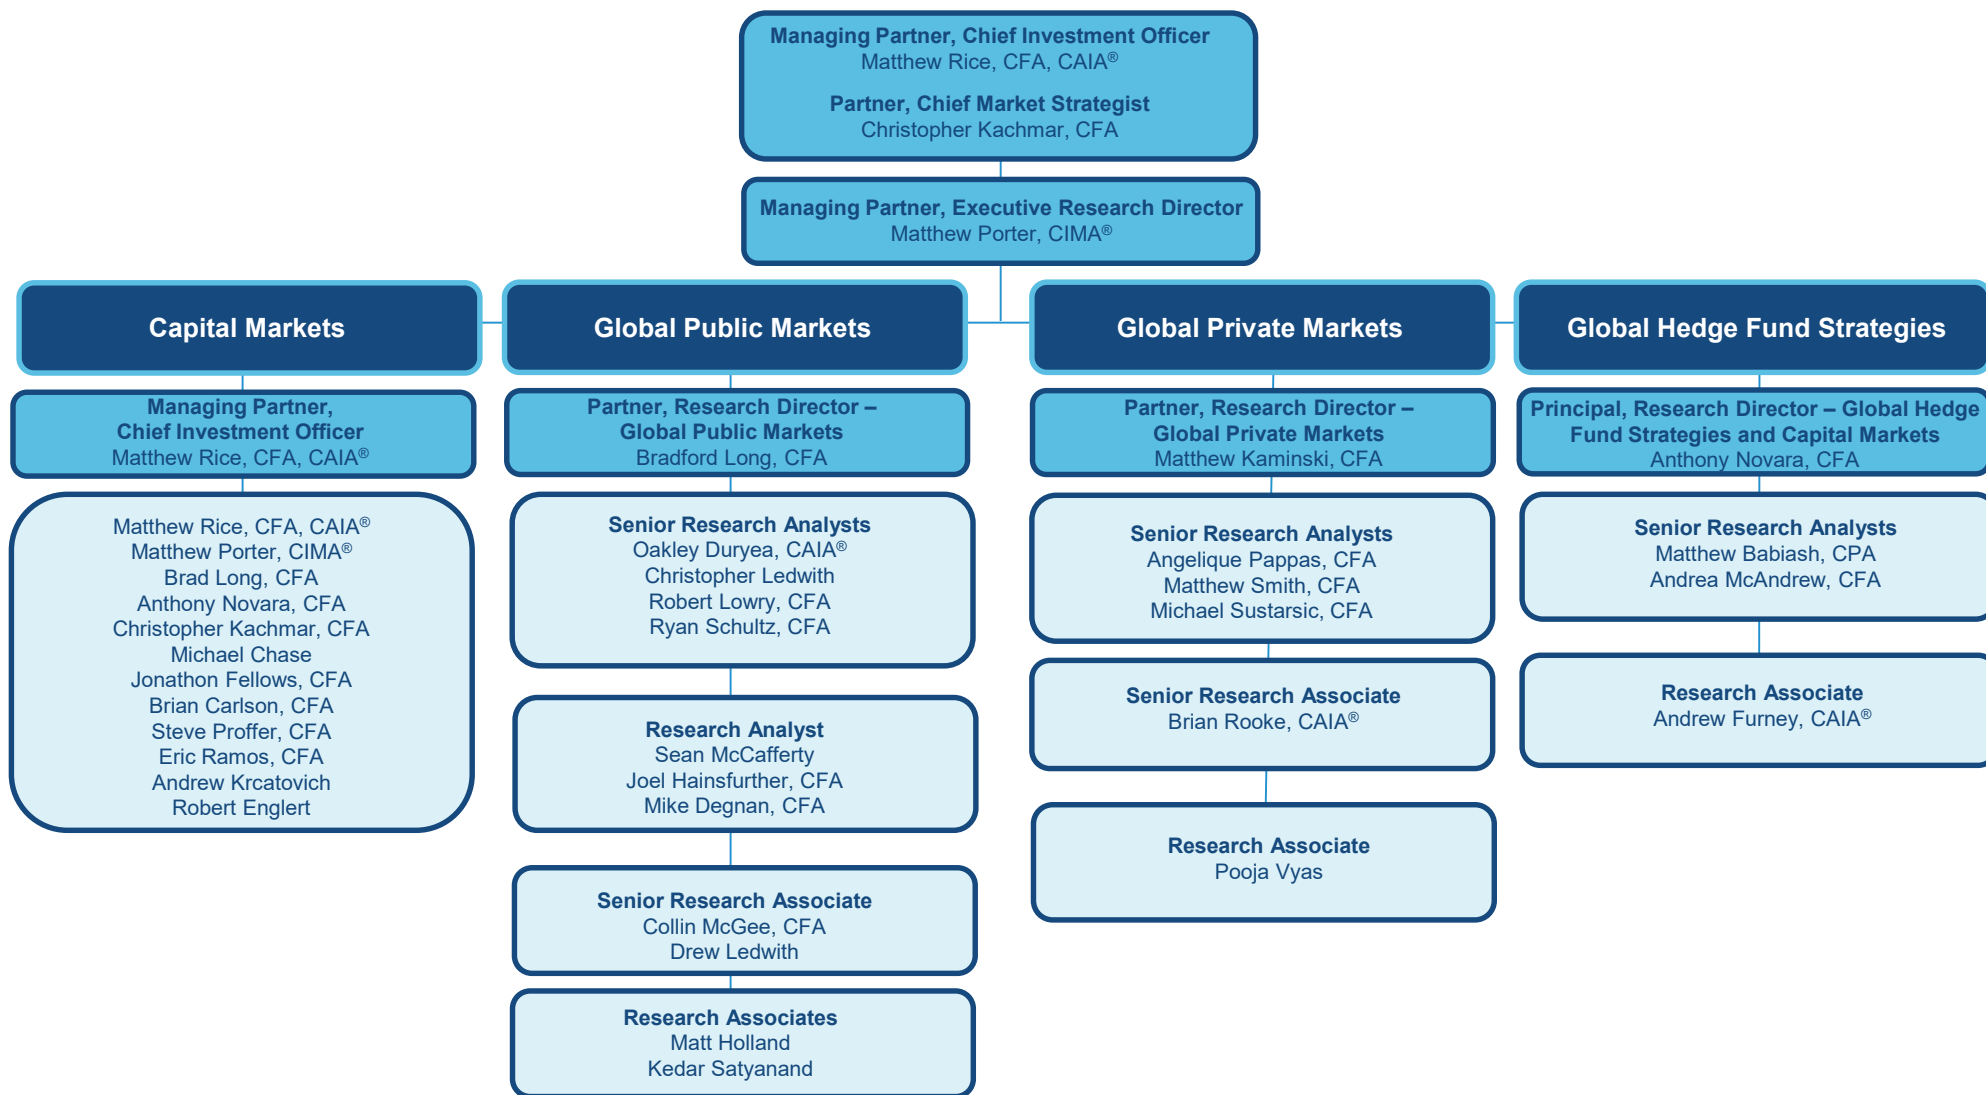 Managing Partner, Chief Investment Officer
Matthew Rice, CFA, CAIA®
Partner, Chief Market Strategist
Christopher Kachmar, CFA
Managing Partner, Executive Research Director
Matthew Porter, CIMA®
Capital Markets
Managing Partner,
Chief Investment Officer
Matthew Rice, CFA, CAIA®
Matthew Rice, CFA, CAIA®
Matthew Porter, CIMA®
Brad Long, CFA
Anthony Novara, CFA
Christopher Kachmar, CFA
Michael Chase
Jonathon Fellows, CFA
Brian Carlson, CFA
Steve Proffer, CFA
Eric Ramos, CFA
Andrew Krcatovich
Robert Englert
Global Public Markets
Partner, Research Director –
Global Public Markets
Bradford Long, CFA
Senior Research Analysts
Oakley Duryea, CAIA®
Christopher Ledwith
Robert Lowry, CFA
Ryan Schultz, CFA
Research Analyst
Sean McCafferty
Joel Hainsfurther, CFA
Mike Degnan, CFA
Senior Research Associate
Collin McGee, CFA
Drew Ledwith
Research Associates
Matt Holland
Kedar Satyanand
Global Private Markets
Partner, Research Director –
Global Private Markets
Matthew Kaminski, CFA
Senior Research Analysts
Angelique Pappas, CFA
Matthew Smith, CFA
Michael Sustarsic, CFA
Senior Research Associate
Brian Rooke, CAIA®
Research Associate
Pooja Vyas
Global Hedge Fund Strategies
Principal, Research Director – Global Hedge
Fund Strategies and Capital Markets
Anthony Novara, CFA
Senior Research Analysts
Matthew Babiash, CPA
Andrea McAndrew, CFA
Research Associate
Andrew Furney, CAIA®